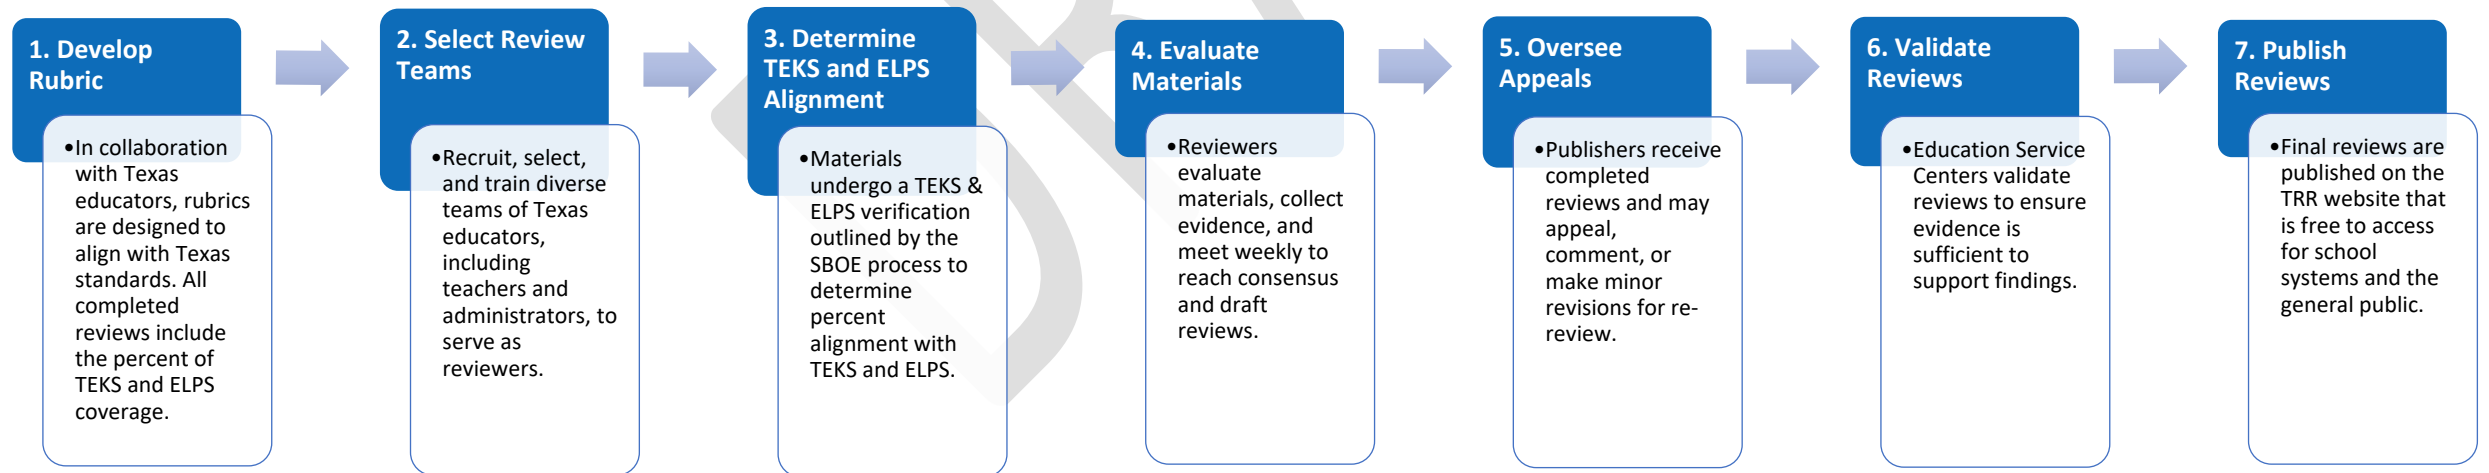 1. Develop
Rubric
•In collaboration
with Texas
educators, rubrics
are designed to
align with Texas
standards. All
completed
reviews include
the percent of
TEKS and ELPS
coverage.
2. Select Review
Teams
•Recruit, select,
and train diverse
teams of Texas
educators,
including
teachers and
administrators, to
serve as
reviewers.
3. Determine
TEKS and ELPS
Alignment
•Materials
undergo a TEKS &
ELPS verification
outlined by the
SBOE process to
determine
percent
alignment with
TEKS and ELPS.
4. Evaluate
Materials
•Reviewers
evaluate
materials, collect
evidence, and
meet weekly to
reach consensus
and draft
reviews.
5. Oversee
Appeals
•Publishers receive
completed
reviews and may
appeal,
comment, or
make minor
revisions for re-
review.
6. Validate
Reviews
•Education Service
Centers validate
reviews to ensure
evidence is
sufficient to
support findings.
7. Publish
Reviews
•Final reviews are
published on the
TRR website that
is free to access
for school
systems and the
general public.